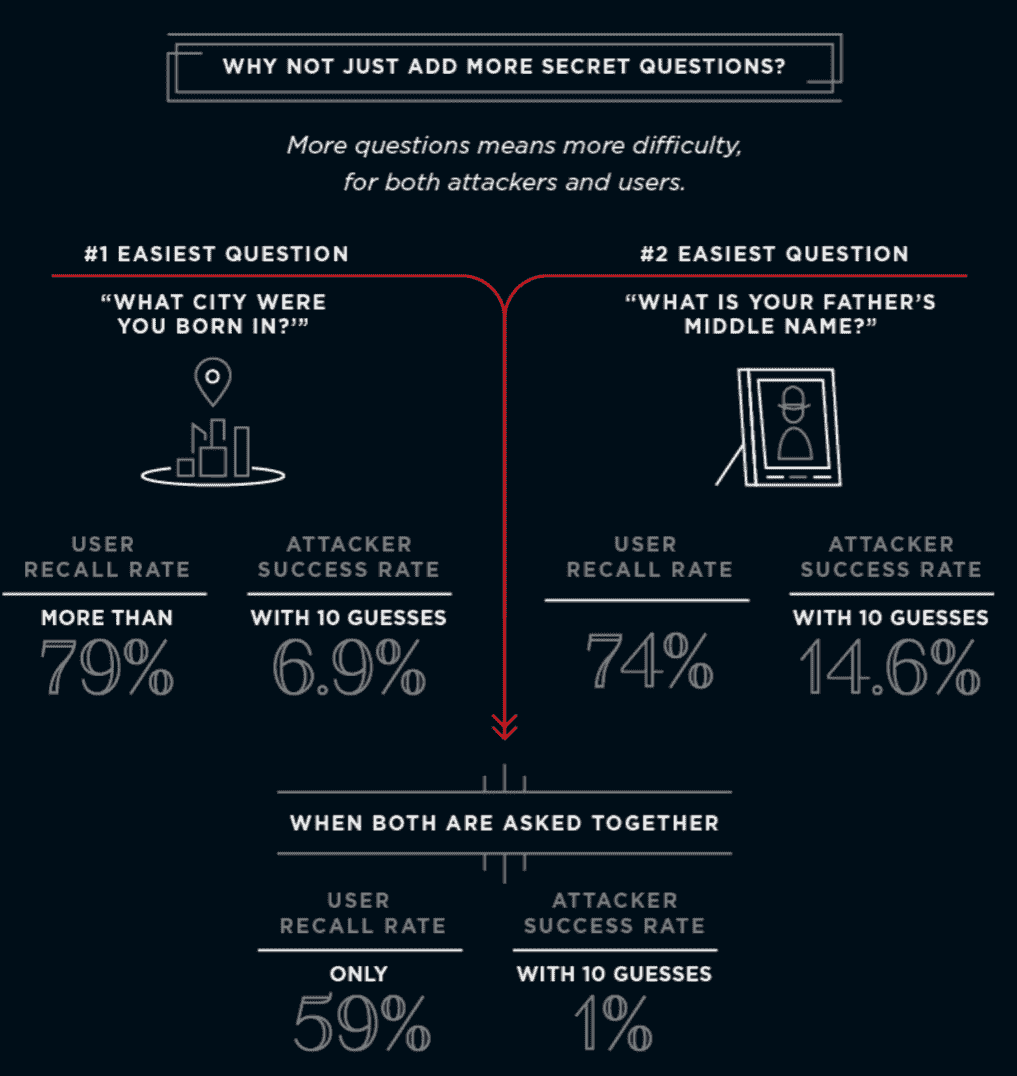 WHY NOT JUST ADD MORE SECRET QUESTIONS?
More questions means more difficulty,
for both attackers and users.
#1 EASIEST QUESTION
“WHAT CITY WERE
YOU BORN IN?’”
USER
RECALL RATE
MORE THAN
79%
ATTACKER
SUCCESS RATE
WITH 10 GUESSES
6.9%
#2 EASIEST QUESTION
“WHAT IS YOUR FATHER’S
MIDDLE NAME?”
USER
RECALL RATE
74%
ATTACKER
SUCCESS RATE
WITH 10 GUESSES
14.6%
WHEN BOTH ARE ASKED TOGETHER
USER
RECALL RATE
ONLY
59%
ATTACKER
SUCCESS RATE
WITH 10 GUESSES
1%